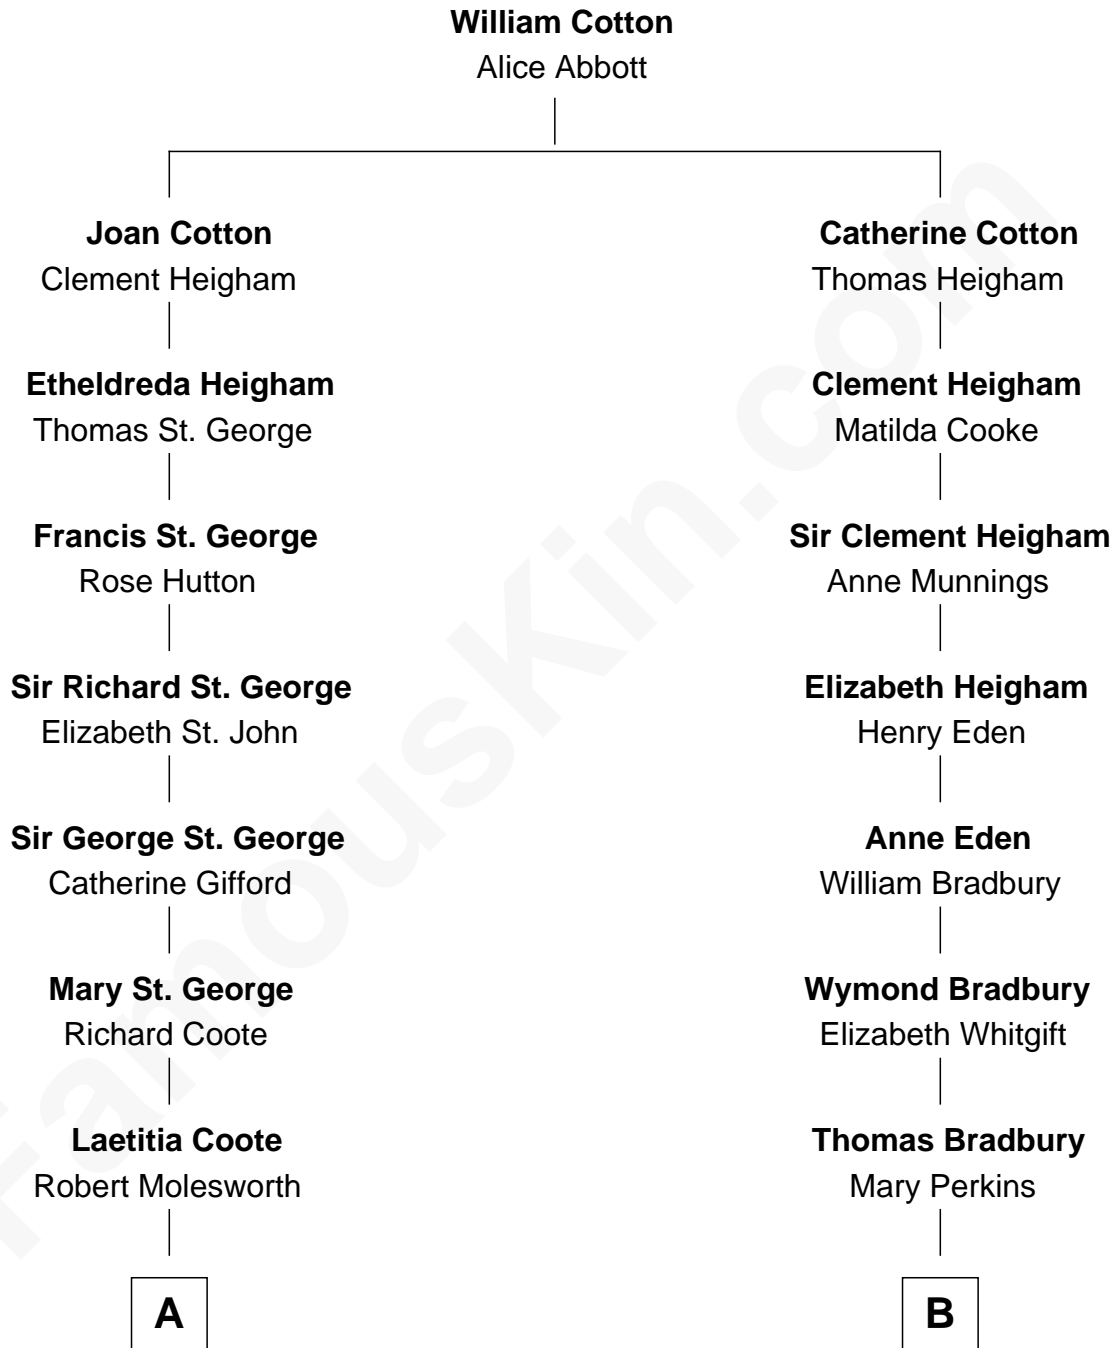 William Cotton
Alice Abbott
Joan Cotton
Clement Heigham
Catherine Cotton
Thomas Heigham
Etheldreda Heigham
Thomas St. George
Clement Heigham
Matilda Cooke
Francis St. George
Rose Hutton
Sir Clement Heigham
Anne Munnings
Sir Richard St. George
Elizabeth St. John
Elizabeth Heigham
Henry Eden
Sir George St. George
Catherine Gifford
Anne Eden
William Bradbury
Mary St. George
Richard Coote
Wymond Bradbury
Elizabeth Whitgift
Laetitia Coote
Robert Molesworth
Thomas Bradbury
Mary Perkins
A
B
FamousKin.com